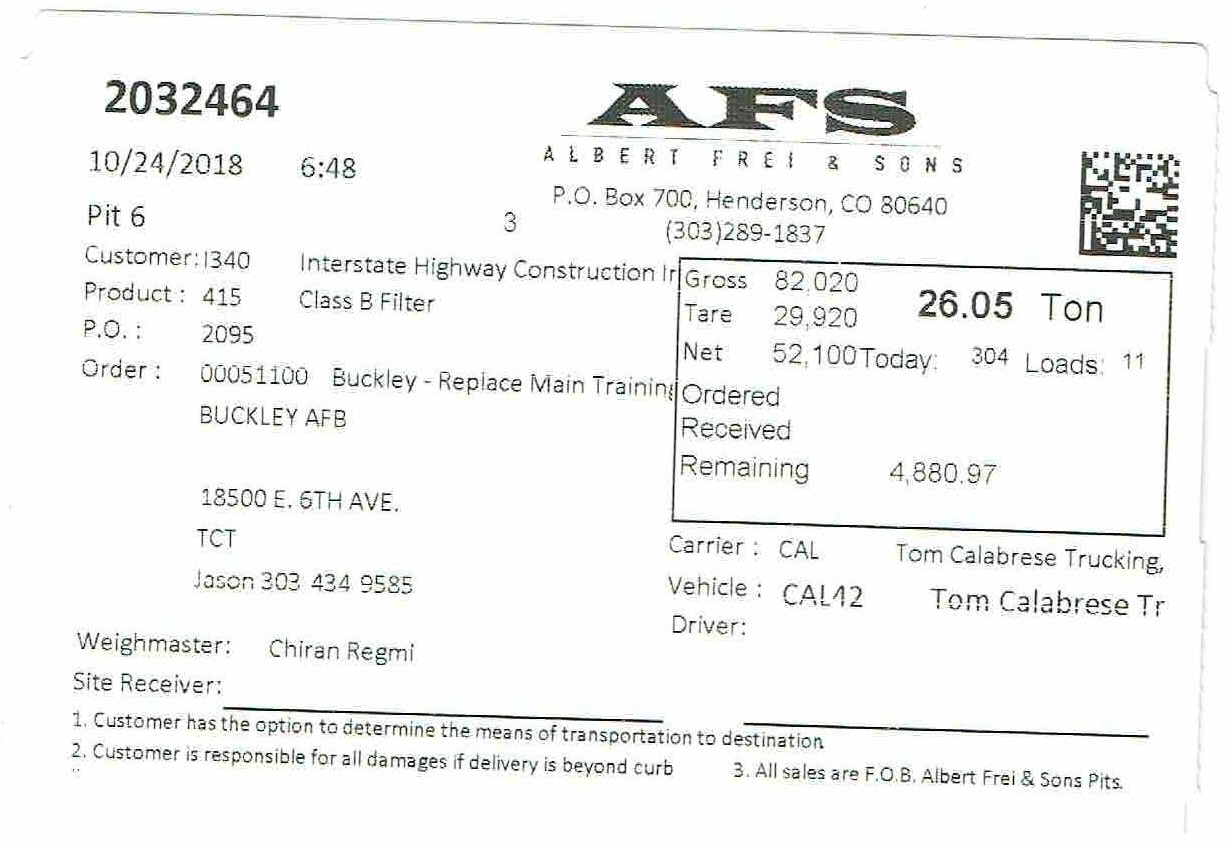 2032464
AFS
ALBERT FREI & SONS
10/24/2018 6:48
P.O. Box 700, Henderson, CO 80640
Pit 6 3
(303)289-1837
Customer: I340 Interstate Highway Construction Ir
Product : 415 Class B Filter
P.O. : 2095
Order : 00051100 Buckley - Replace Main Training
BUCKLEY AFB
18500 E. 6TH AVE.
TCT
Jason 303 434 9585
Gross 82,020 26.05 Ton
Tare 29,920
Net 52,100 Today: 304 Loads: 11
Ordered
Received
Remaining 4,880.97
Carrier : CAL Tom Calabrese Trucking,
Vehicle : CAL42 Tom Calabrese Tr
Driver:
Weighmaster: Chiran Regmi
Site Receiver:
1. Customer has the option to determine the means of transportation to destination
2. Customer is responsible for all damages if delivery is beyond curb 3. All sales are F.O.B. Albert Frei & Sons Pits.